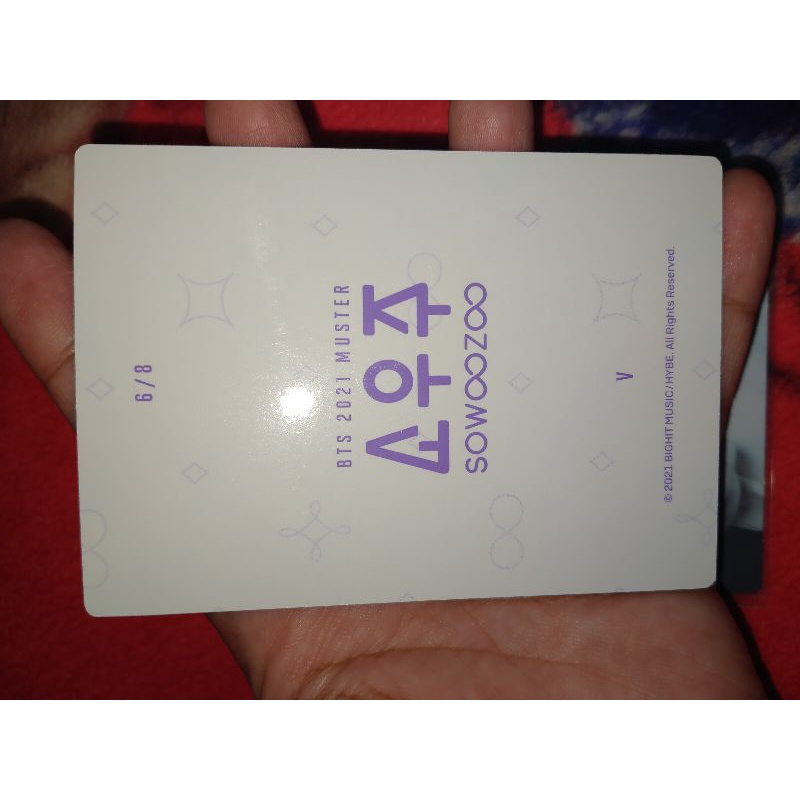 6/8
BTS 2021 MUSTER
소우주
SOWOOZOO
V
© 2021 BIGHIT MUSIC / HYBE. All Rights Reserved.